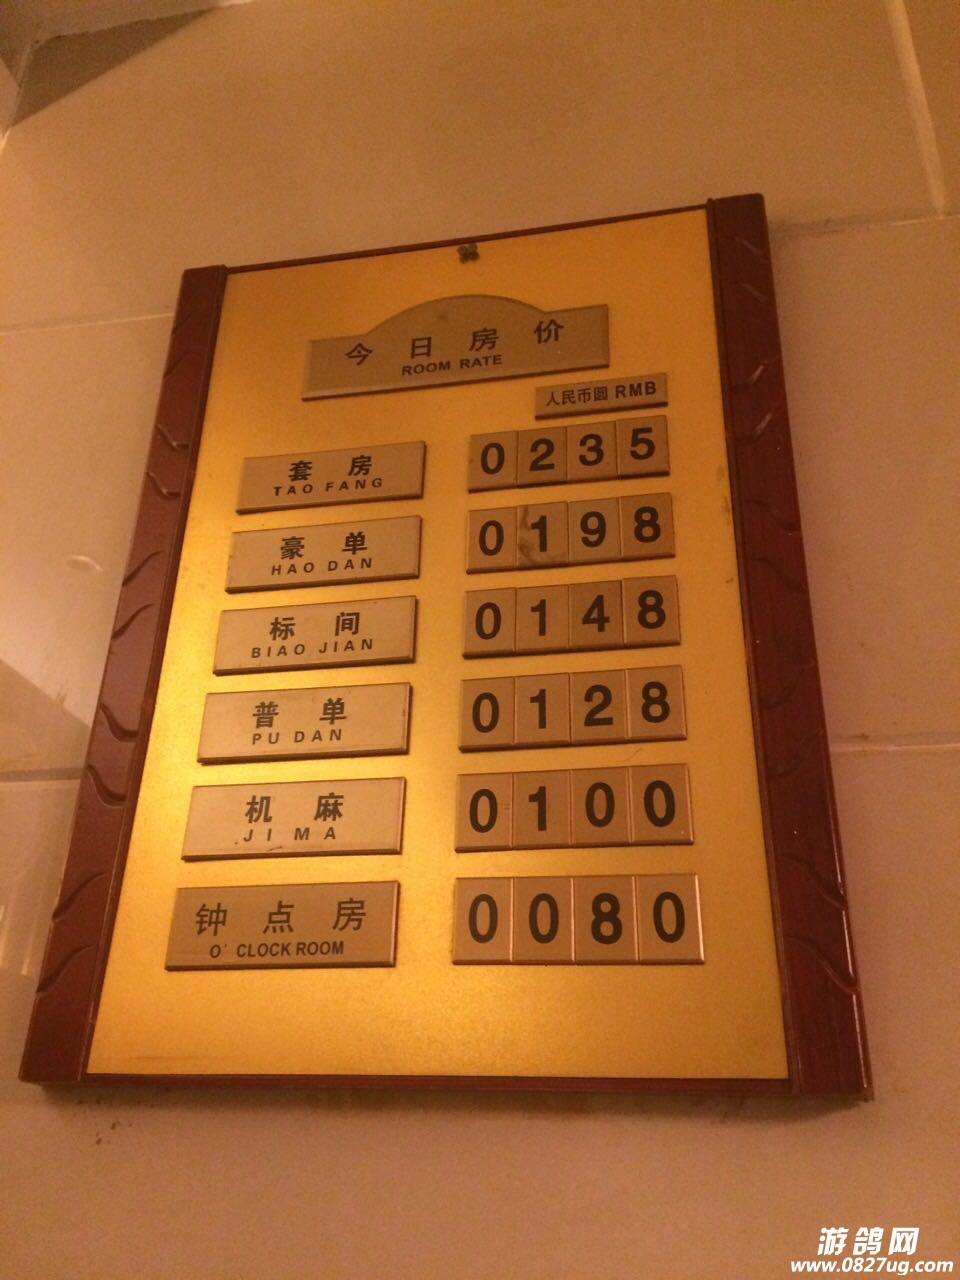 今日房价
ROOM RATE
人民币圆 RMB
套房 0235
TAO FANG
豪单 0198
HAO DAN
标间 0148
BIAO JIAN
普单 0128
PU DAN
机麻 0100
JI MA
钟点房 0080
O' CLOCK ROOM
游鸽网
www.0827ug.com